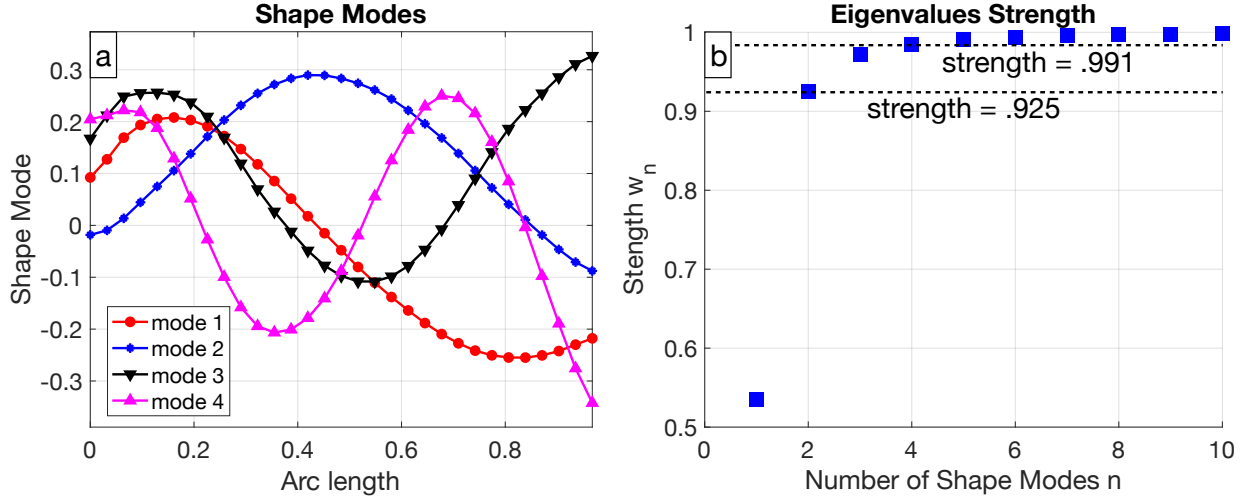 Shape Modes
a
0.3
0.2
0.1
0
-0.1
-0.2
-0.3
Shape Mode
mode 1
mode 2
mode 3
mode 4
0
0.2
0.4
0.6
0.8
Arc length
Eigenvalues Strength
b
strength = .991
strength = .925
1
0.9
0.8
0.7
0.6
0.5
Stength w_n
0
2
4
6
8
10
Number of Shape Modes n